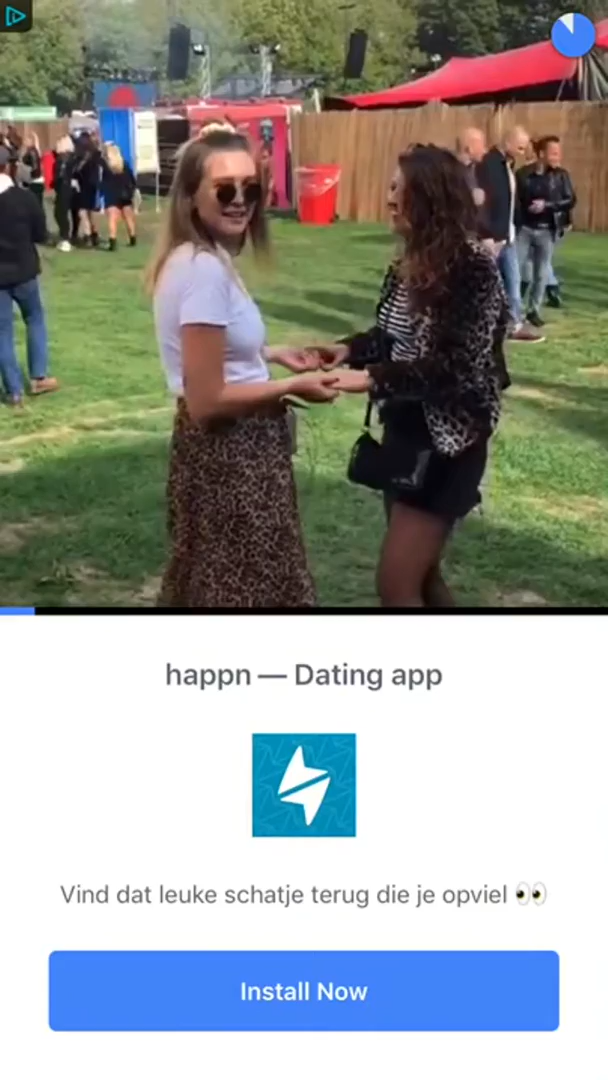 happn — Dating app
Vind dat leuke schatje terug die je opviel 👀
Install Now